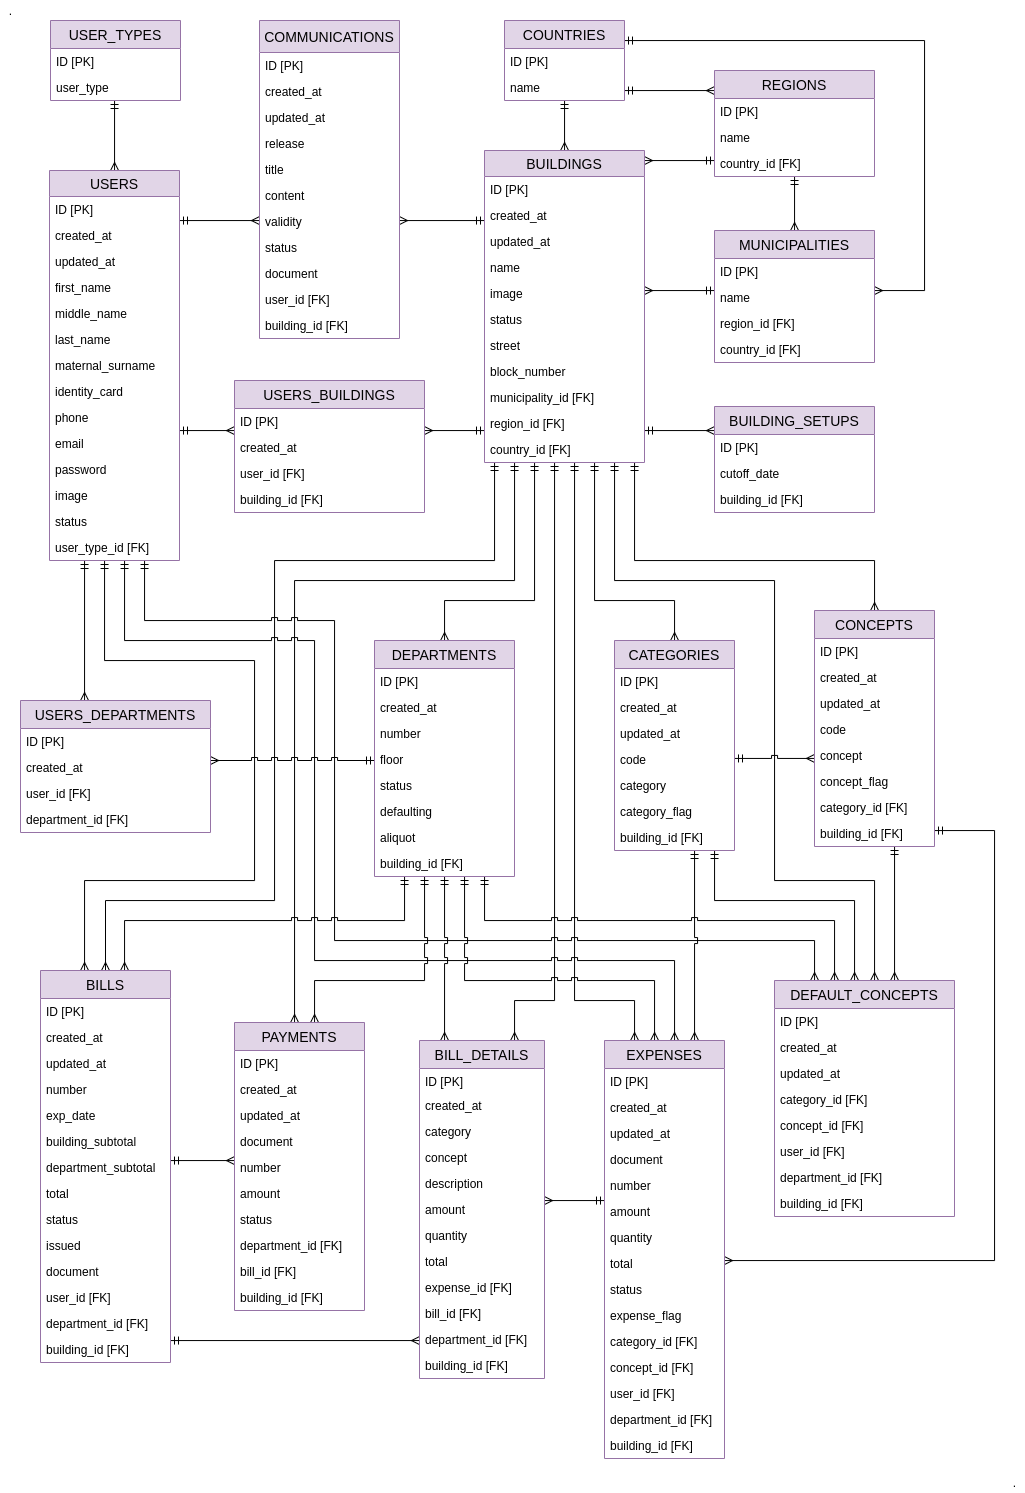 USER_TYPES
ID [PK]
user_type
COMMUNICATIONS
ID [PK]
created_at
updated_at
release
title
content
validity
status
document
user_id [FK]
building_id [FK]
COUNTRIES
ID [PK]
name
REGIONS
ID [PK]
name
country_id [FK]
USERS
ID [PK]
created_at
updated_at
first_name
middle_name
last_name
maternal_surname
identity_card
phone
email
password
image
status
user_type_id [FK]
BUILDINGS
ID [PK]
created_at
updated_at
name
image
status
street
block_number
municipality_id [FK]
region_id [FK]
country_id [FK]
MUNICIPALITIES
ID [PK]
name
region_id [FK]
country_id [FK]
USERS_BUILDINGS
ID [PK]
created_at
user_id [FK]
building_id [FK]
BUILDING_SETUPS
ID [PK]
cutoff_date
building_id [FK]
USERS_DEPARTMENTS
ID [PK]
created_at
user_id [FK]
department_id [FK]
DEPARTMENTS
ID [PK]
created_at
number
floor
status
defaulting
aliquot
building_id [FK]
CATEGORIES
ID [PK]
created_at
updated_at
code
category
category_flag
building_id [FK]
CONCEPTS
ID [PK]
created_at
updated_at
code
concept
concept_flag
category_id [FK]
building_id [FK]
BILLS
ID [PK]
created_at
updated_at
number
exp_date
building_subtotal
department_subtotal
total
status
issued
document
user_id [FK]
department_id [FK]
building_id [FK]
PAYMENTS
ID [PK]
created_at
updated_at
document
number
amount
status
department_id [FK]
bill_id [FK]
building_id [FK]
BILL_DETAILS
ID [PK]
created_at
category
concept
description
amount
quantity
total
expense_id [FK]
bill_id [FK]
department_id [FK]
building_id [FK]
EXPENSES
ID [PK]
created_at
updated_at
document
number
amount
quantity
total
status
expense_flag
category_id [FK]
concept_id [FK]
user_id [FK]
department_id [FK]
building_id [FK]
DEFAULT_CONCEPTS
ID [PK]
created_at
updated_at
category_id [FK]
concept_id [FK]
user_id [FK]
department_id [FK]
building_id [FK]